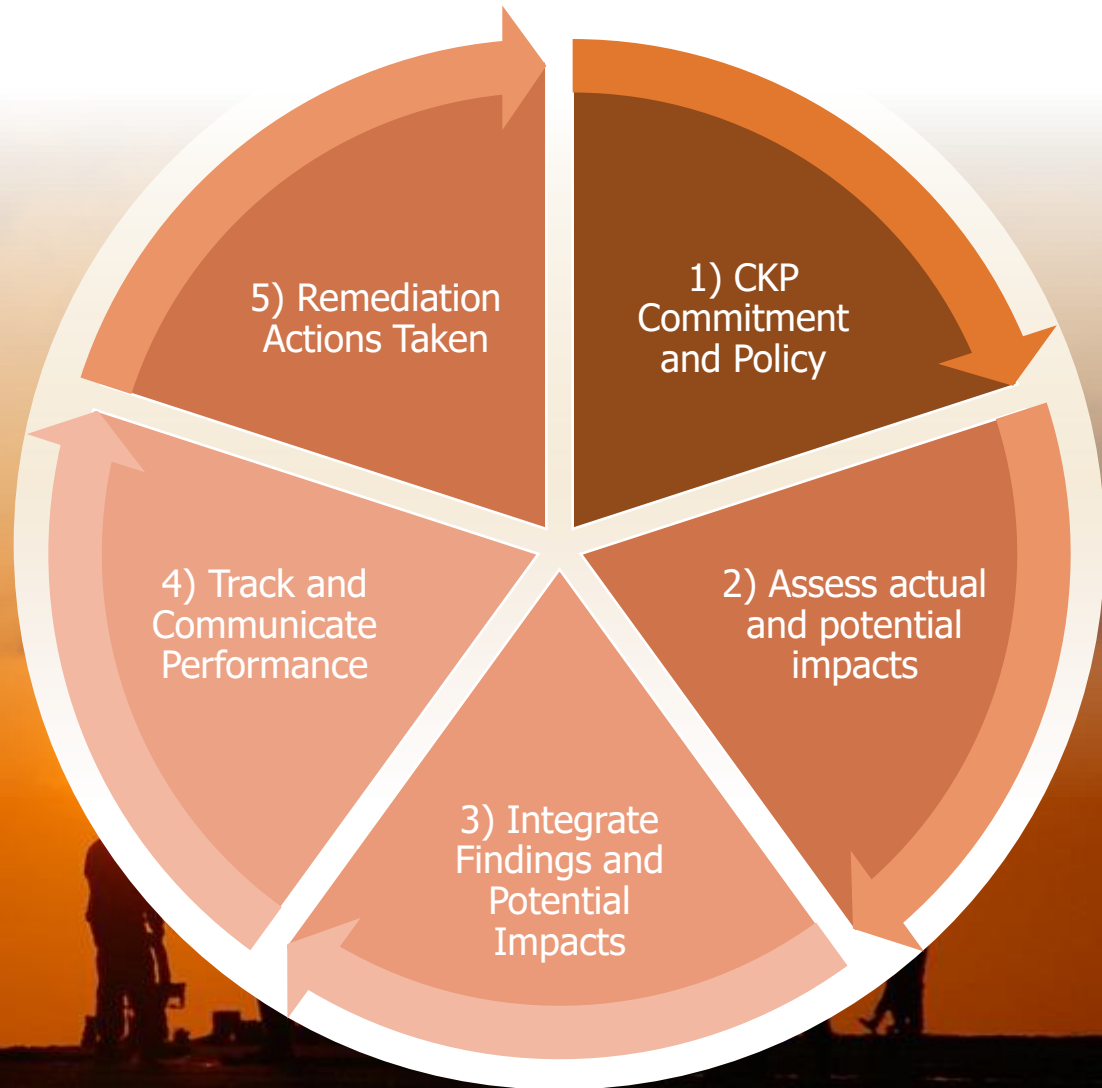 1) CKP
Commitment
and Policy
2) Assess actual
and potential
impacts
3) Integrate
Findings and
Potential
Impacts
4) Track and
Communicate
Performance
5) Remediation
Actions Taken